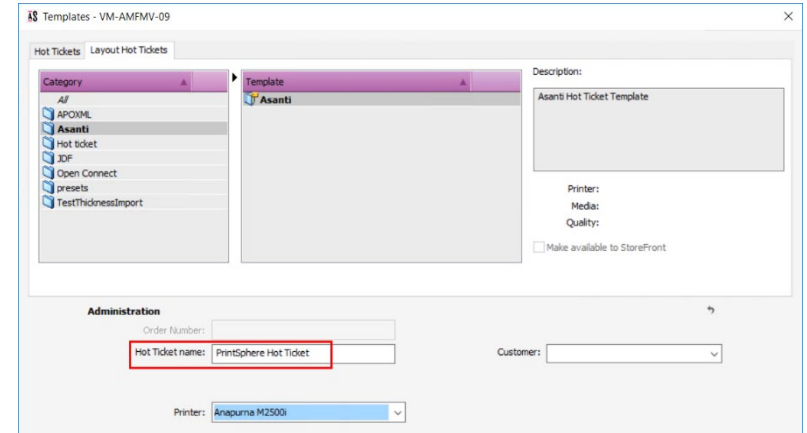 AS Templates - VM-AMFMV-09
Hot Tickets Layout Hot Tickets
Category
All
APOXML
Asanti
Hot ticket
JDF
Open Connect
presets
TestThicknessImport
Template
Asanti
Description:
Asanti Hot Ticket Template
Printer:
Media:
Quality:
Make available to StoreFront
Administration
Order Number:
Hot Ticket name: PrintSphere Hot Ticket
Customer:
Printer: Anapurna M2500i